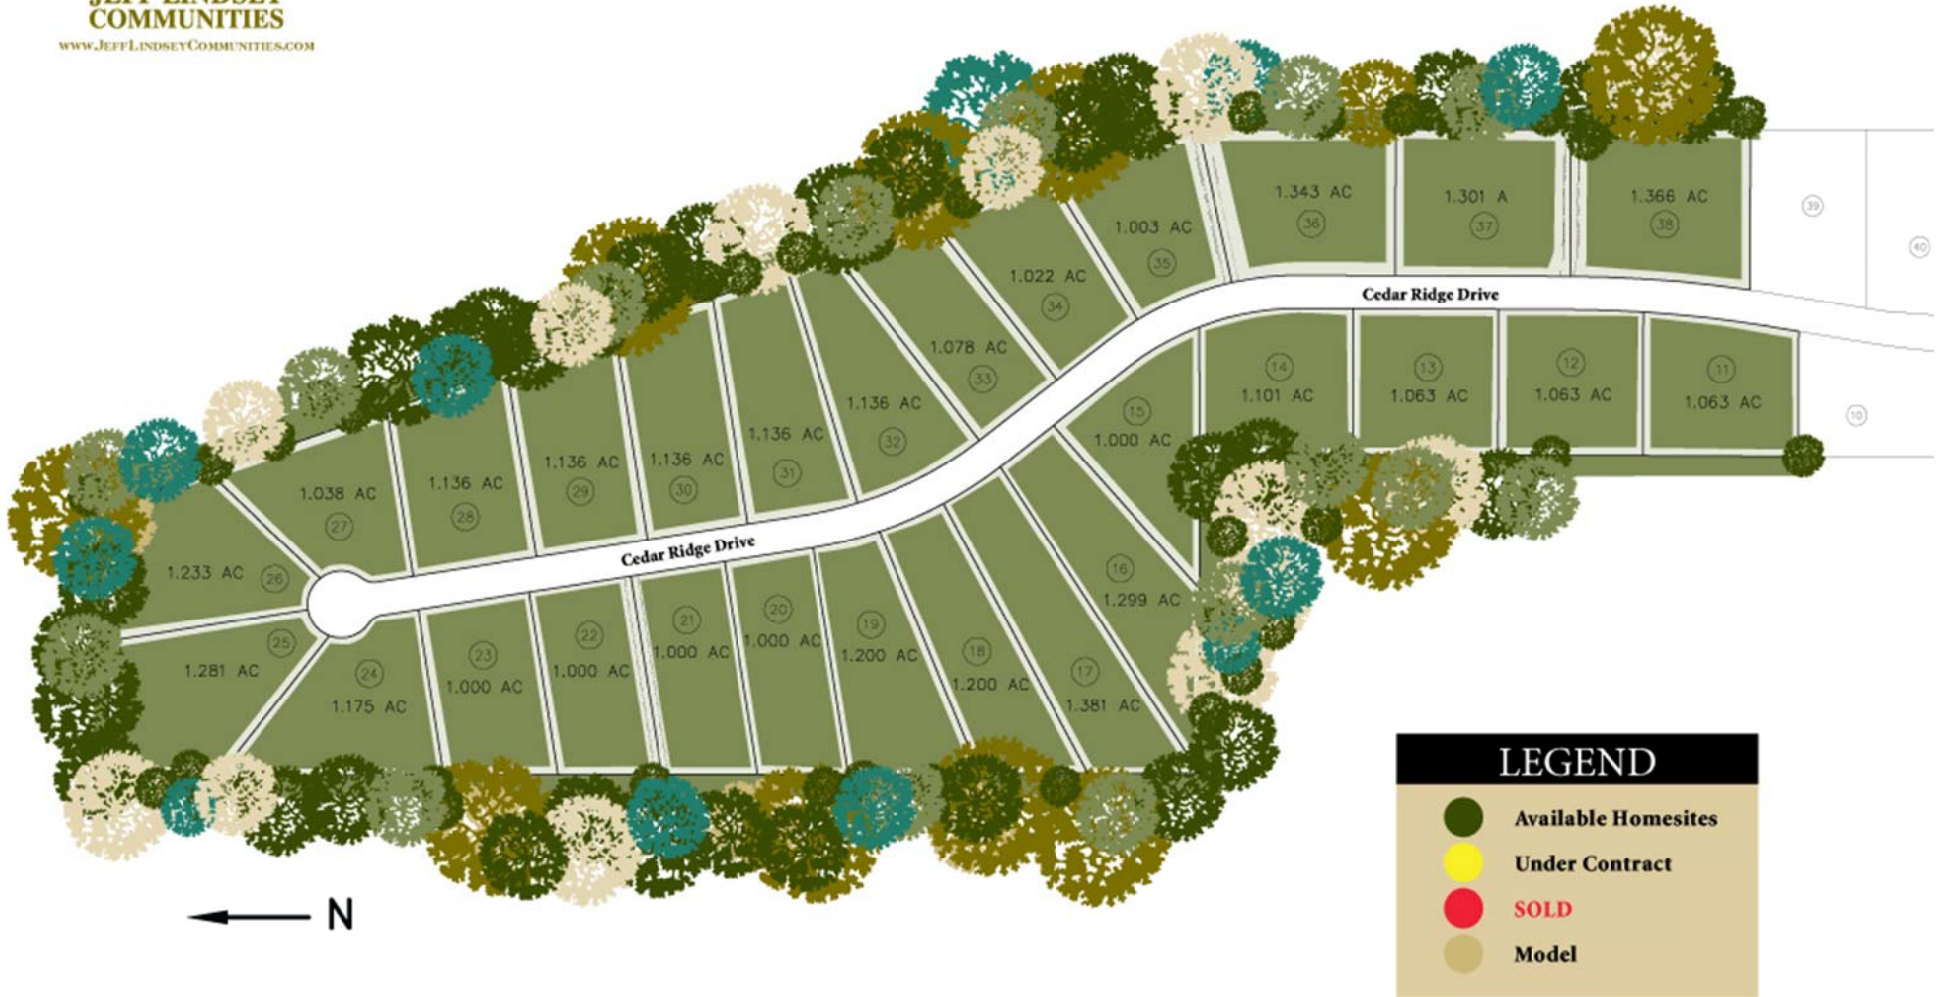 JEFF LINDSEY
COMMUNITIES
www.JeffLindseyCommunities.com
1.343 AC
36
1.301 A
37
1.366 AC
38
39
40
1.003 AC
35
1.022 AC
34
Cedar Ridge Drive
1.078 AC
33
14
1.101 AC
13
1.063 AC
12
1.063 AC
11
1.063 AC
10
1.136 AC
32
15
1.000 AC
1.136 AC
31
1.136 AC
30
1.136 AC
29
1.136 AC
28
1.038 AC
27
Cedar Ridge Drive
1.233 AC
26
16
1.299 AC
25
1.281 AC
24
1.175 AC
23
1.000 AC
22
1.000 AC
21
1.000 AC
20
1.000 AC
19
1.200 AC
18
1.200 AC
17
1.381 AC
N
LEGEND
Available Homesites
Under Contract
SOLD
Model